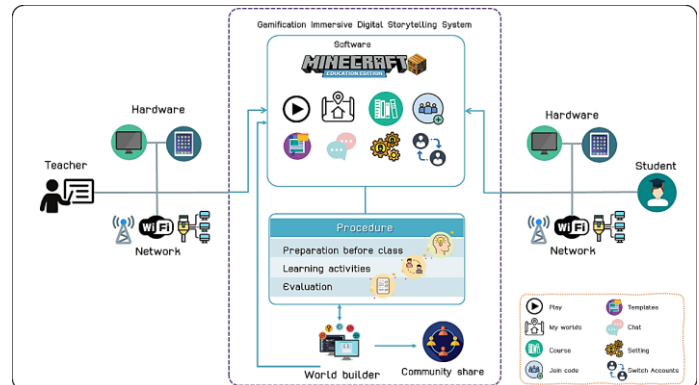 Gamification Immersive Digital Storytelling System
Software
MINECRAFT
EDUCATION EDITION
Hardware
Teacher
WiFi
Network
Hardware
Student
WiFi
Network
Procedure
Preparation before class
Learning activities
Evaluation
World builder
Community share
Play
Templates
My worlds
Chat
Course
Setting
Join code
Switch Accounts